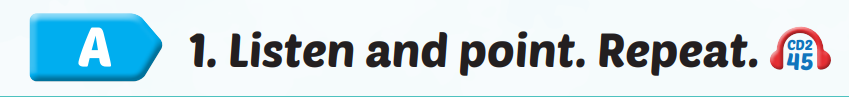 A 1. Listen and point. Repeat. CD2
45